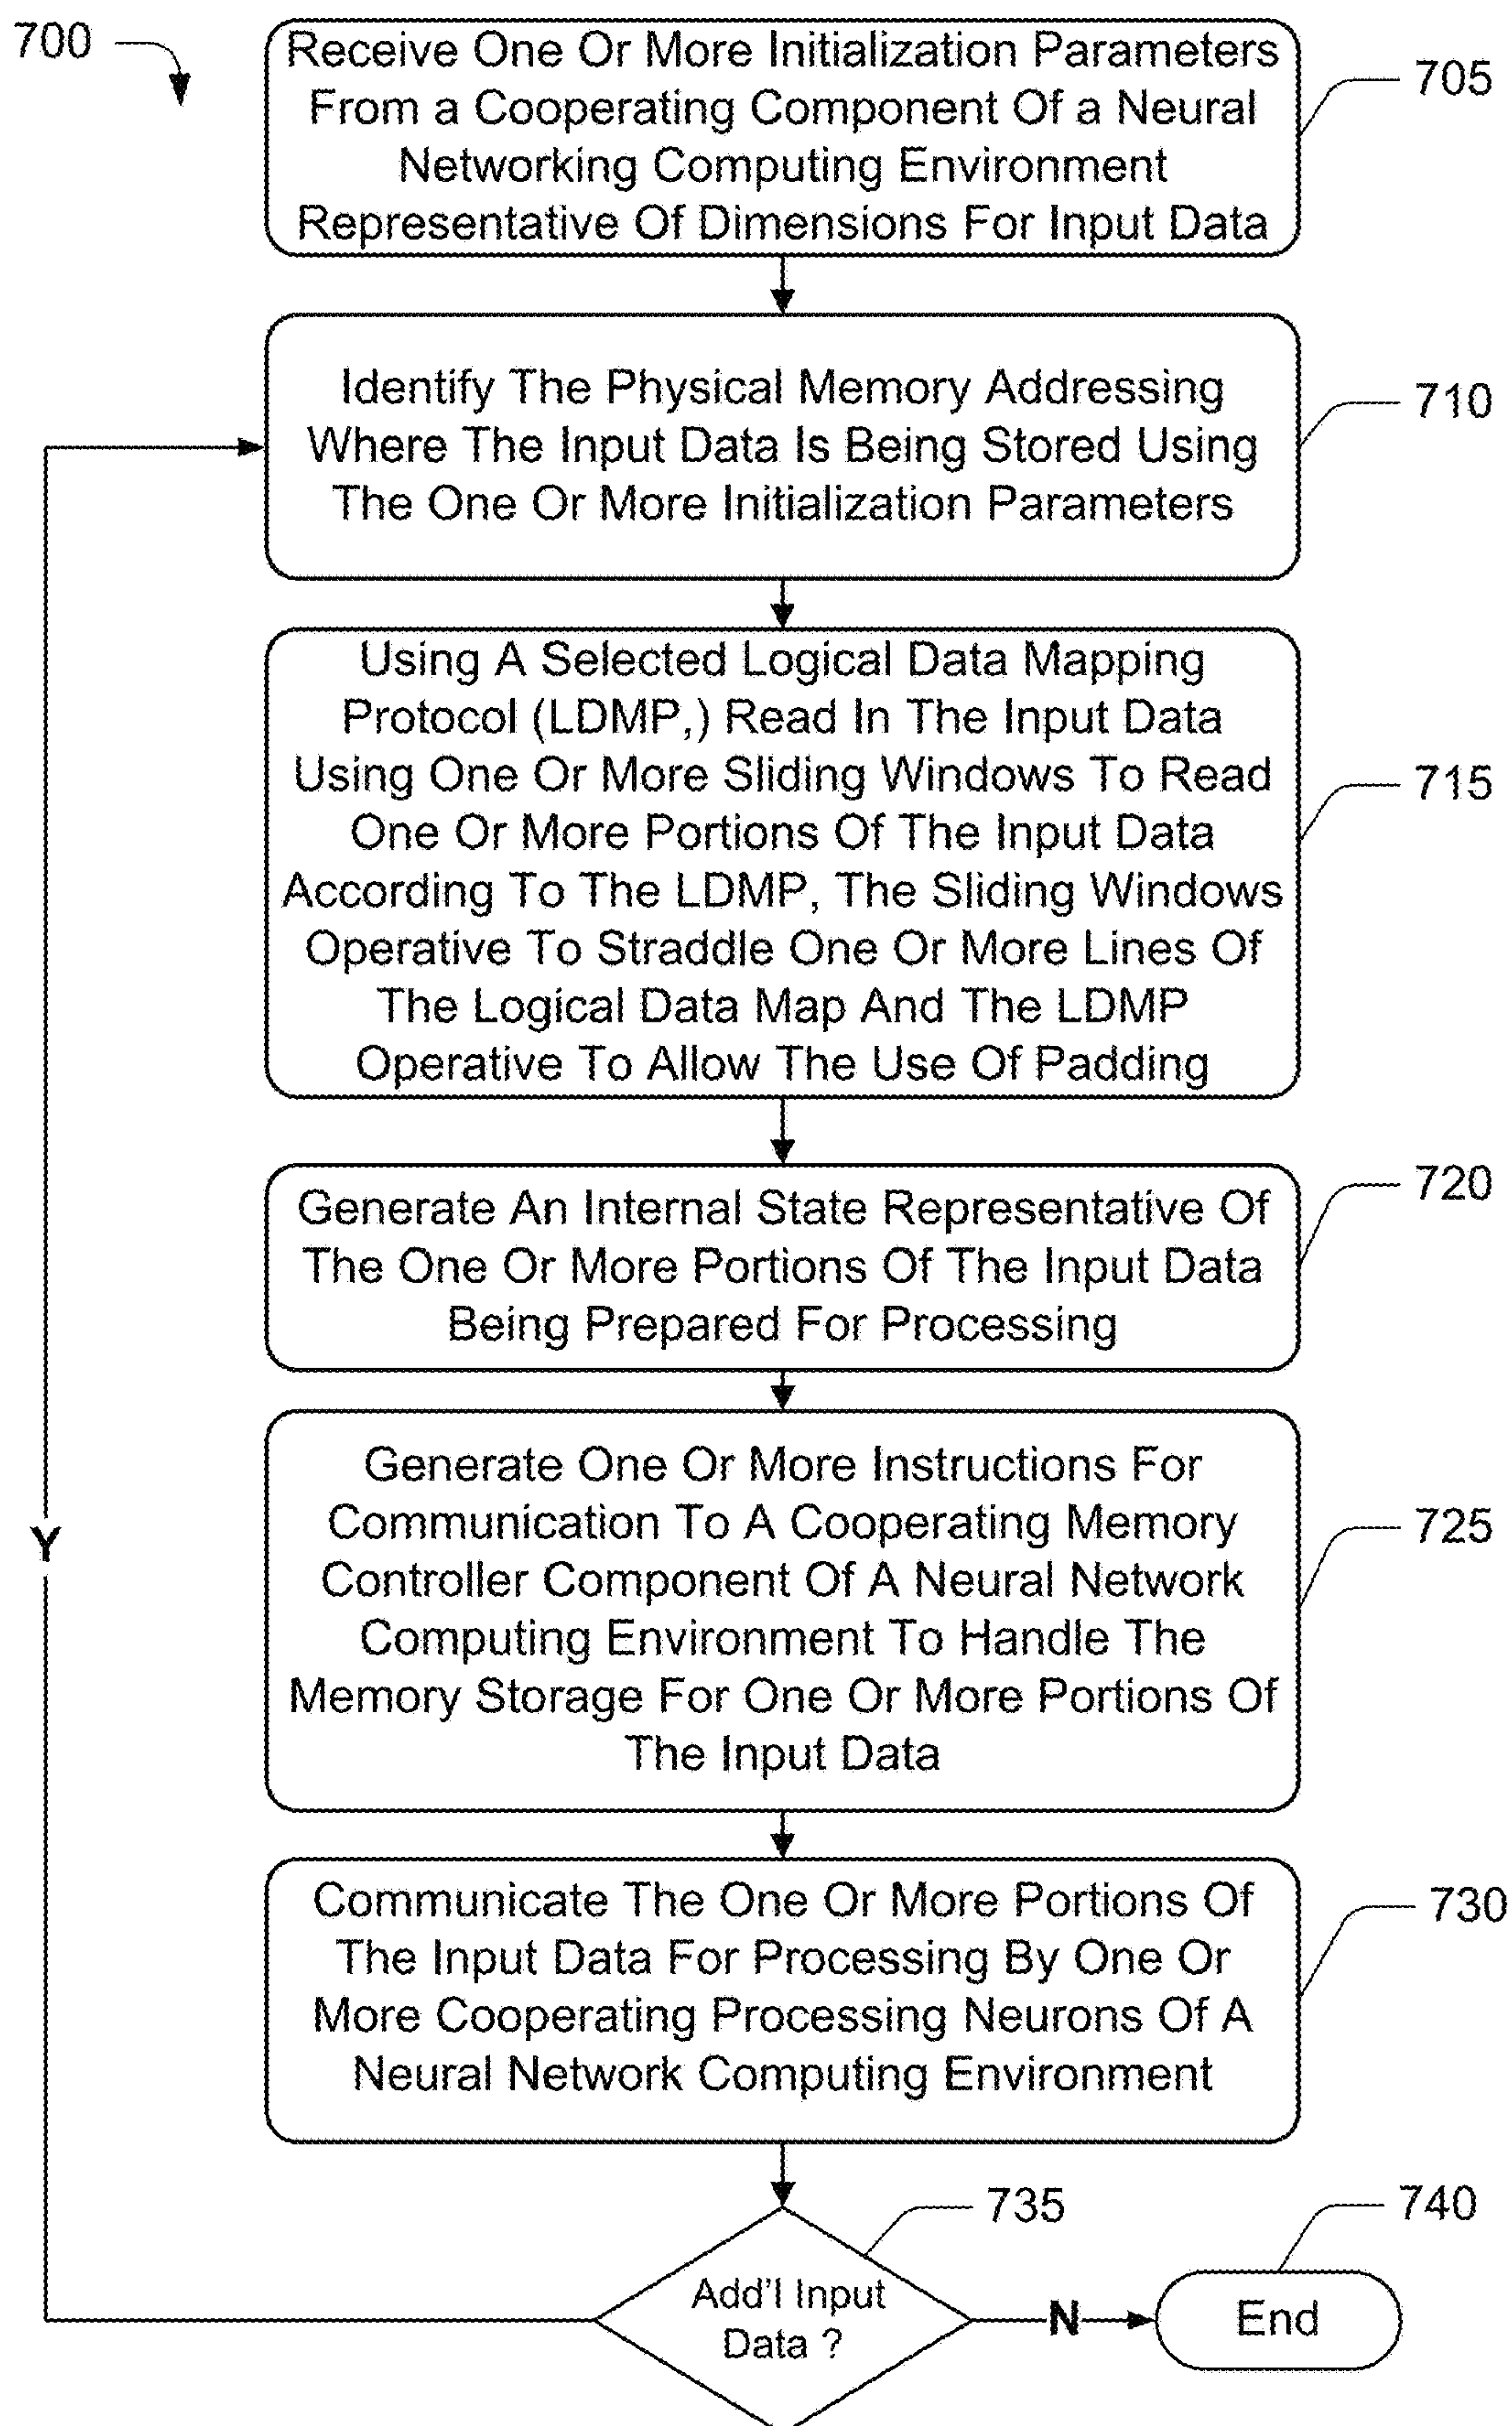 700
Receive One Or More Initialization Parameters
From a Cooperating Component Of a Neural
Networking Computing Environment
Representative Of Dimensions For Input Data
705
Identify The Physical Memory Addressing
Where The Input Data Is Being Stored Using
The One Or More Initialization Parameters
710
Using A Selected Logical Data Mapping
Protocol (LDMP,) Read In The Input Data
Using One Or More Sliding Windows To Read
One Or More Portions Of The Input Data
According To The LDMP, The Sliding Windows
Operative To Straddle One Or More Lines Of
The Logical Data Map And The LDMP
Operative To Allow The Use Of Padding
715
Generate An Internal State Representative Of
The One Or More Portions Of The Input Data
Being Prepared For Processing
720
Generate One Or More Instructions For
Communication To A Cooperating Memory
Controller Component Of A Neural Network
Computing Environment To Handle The
Memory Storage For One Or More Portions Of
The Input Data
725
Y
Communicate The One Or More Portions Of
The Input Data For Processing By One Or
More Cooperating Processing Neurons Of A
Neural Network Computing Environment
730
Add'l Input
Data ?
735
N
End
740